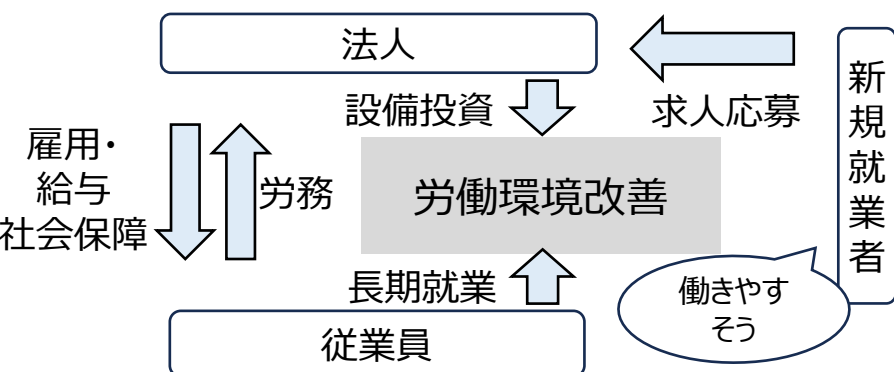 法人
設備投資
求人応募
新規就業者
雇用・
給与
社会保障
労務
労働環境改善
長期就業
働きやす
そう
従業員